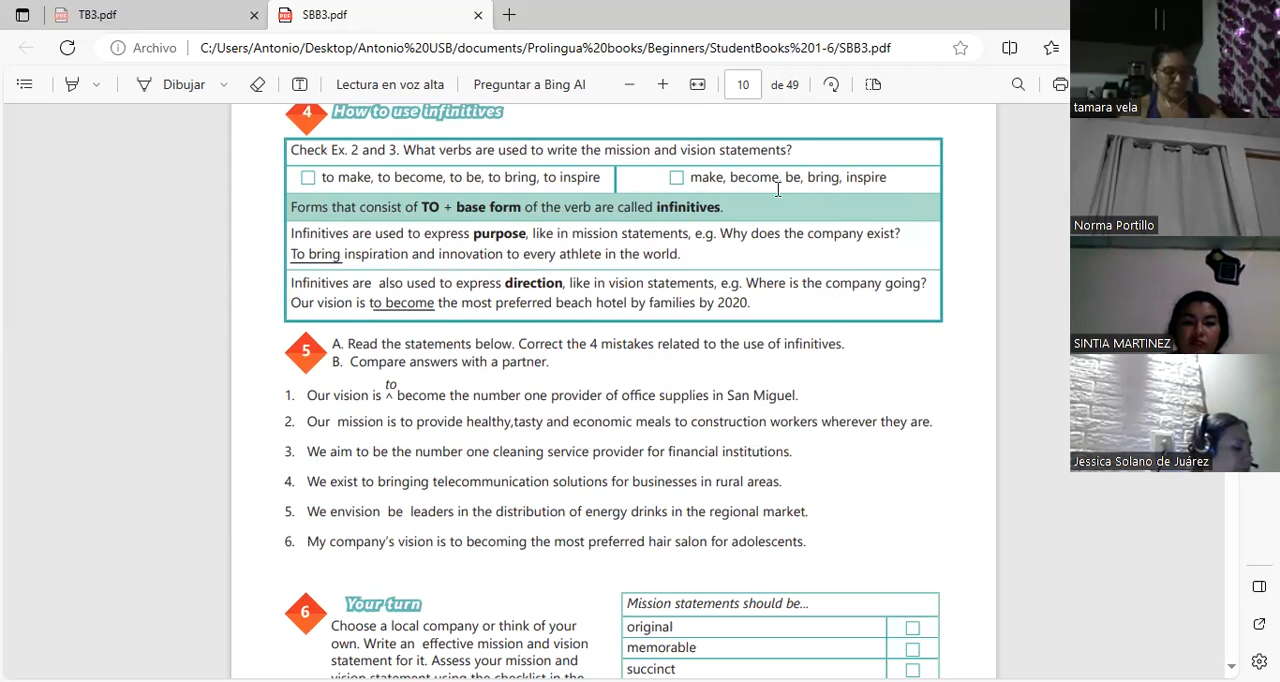 TB3.pdf
SBB3.pdf
Archivo
C:/Users/Antonio/Desktop/Antonio%20USB/documents/Prolingua%20books/Beginners/StudentBooks%201-6/SBB3.pdf
Dibujar
Lectura en voz alta
Preguntar a Bing AI
10
de 49
4
How to use infinitives
Check Ex. 2 and 3. What verbs are used to write the mission and vision statements?
to make, to become, to be, to bring, to inspire
make, become, be, bring, inspire
Forms that consist of TO + base form of the verb are called infinitives.
Infinitives are used to express purpose, like in mission statements, e.g. Why does the company exist?
To bring inspiration and innovation to every athlete in the world.
Infinitives are also used to express direction, like in vision statements, e.g. Where is the company going?
Our vision is to become the most preferred beach hotel by families by 2020.
5
A. Read the statements below. Correct the 4 mistakes related to the use of infinitives.
B. Compare answers with a partner.
to
1. Our vision is ^ become the number one provider of office supplies in San Miguel.
2. Our mission is to provide healthy,tasty and economic meals to construction workers wherever they are.
3. We aim to be the number one cleaning service provider for financial institutions.
4. We exist to bringing telecommunication solutions for businesses in rural areas.
5. We envision be leaders in the distribution of energy drinks in the regional market.
6. My company's vision is to becoming the most preferred hair salon for adolescents.
6
Your turn
Choose a local company or think of your
own. Write an effective mission and vision
statement for it. Assess your mission and
vision statement using the checklist in the
Mission statements should be...
original
memorable
succinct
tamara vela
Norma Portillo
SINTIA MARTINEZ
Jessica Solano de Juárez